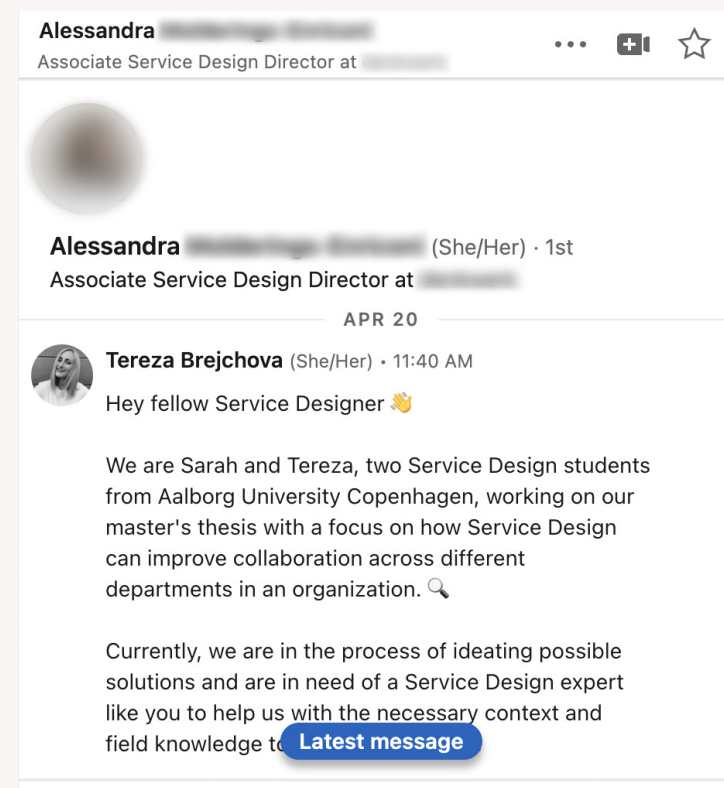 Alessandra
Associate Service Design Director at
Alessandra (She/Her) · 1st
Associate Service Design Director at
APR 20
Tereza Brejchova (She/Her) • 11:40 AM
Hey fellow Service Designer 👋
We are Sarah and Tereza, two Service Design students
from Aalborg University Copenhagen, working on our
master's thesis with a focus on how Service Design
can improve collaboration across different
departments in an organization. 🔍
Currently, we are in the process of ideating possible
solutions and are in need of a Service Design expert
like you to help us with the necessary context and
field knowledge
Latest message